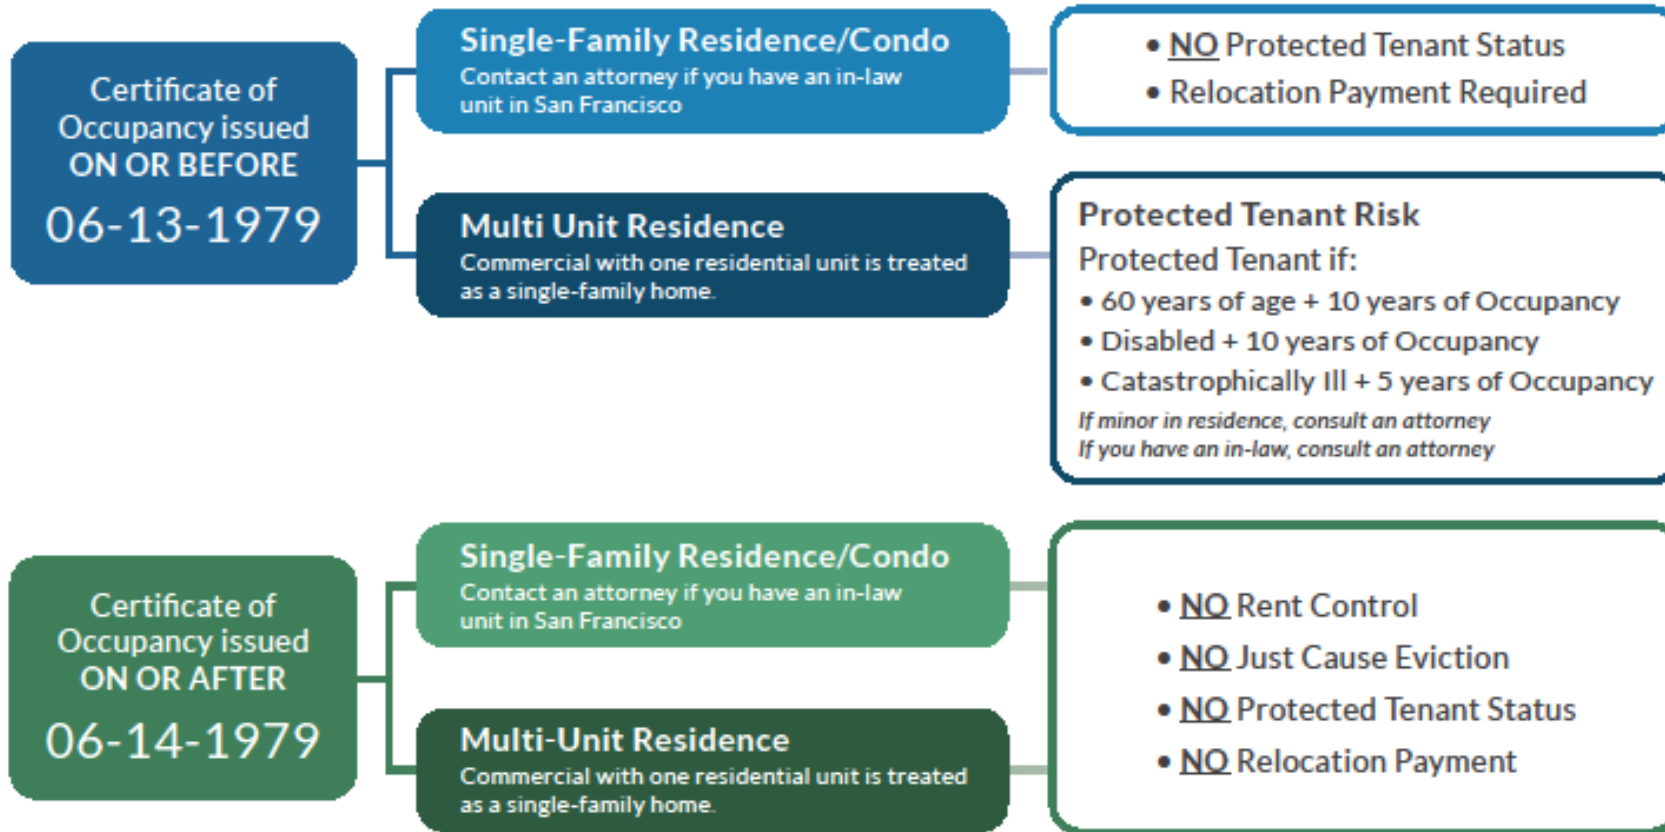 Certificate of
Occupancy issued
ON OR BEFORE
06-13-1979
Single-Family Residence/Condo
Contact an attorney if you have an in-law
unit in San Francisco
• NO Protected Tenant Status
• Relocation Payment Required
Multi Unit Residence
Commercial with one residential unit is treated
as a single-family home.
Protected Tenant Risk
Protected Tenant if:
• 60 years of age + 10 years of Occupancy
• Disabled + 10 years of Occupancy
• Catastrophically Ill + 5 years of Occupancy
If minor in residence, consult an attorney
If you have an in-law, consult an attorney
Certificate of
Occupancy issued
ON OR AFTER
06-14-1979
Single-Family Residence/Condo
Contact an attorney if you have an in-law
unit in San Francisco
Multi-Unit Residence
Commercial with one residential unit is treated
as a single-family home.
• NO Rent Control
• NO Just Cause Eviction
• NO Protected Tenant Status
• NO Relocation Payment